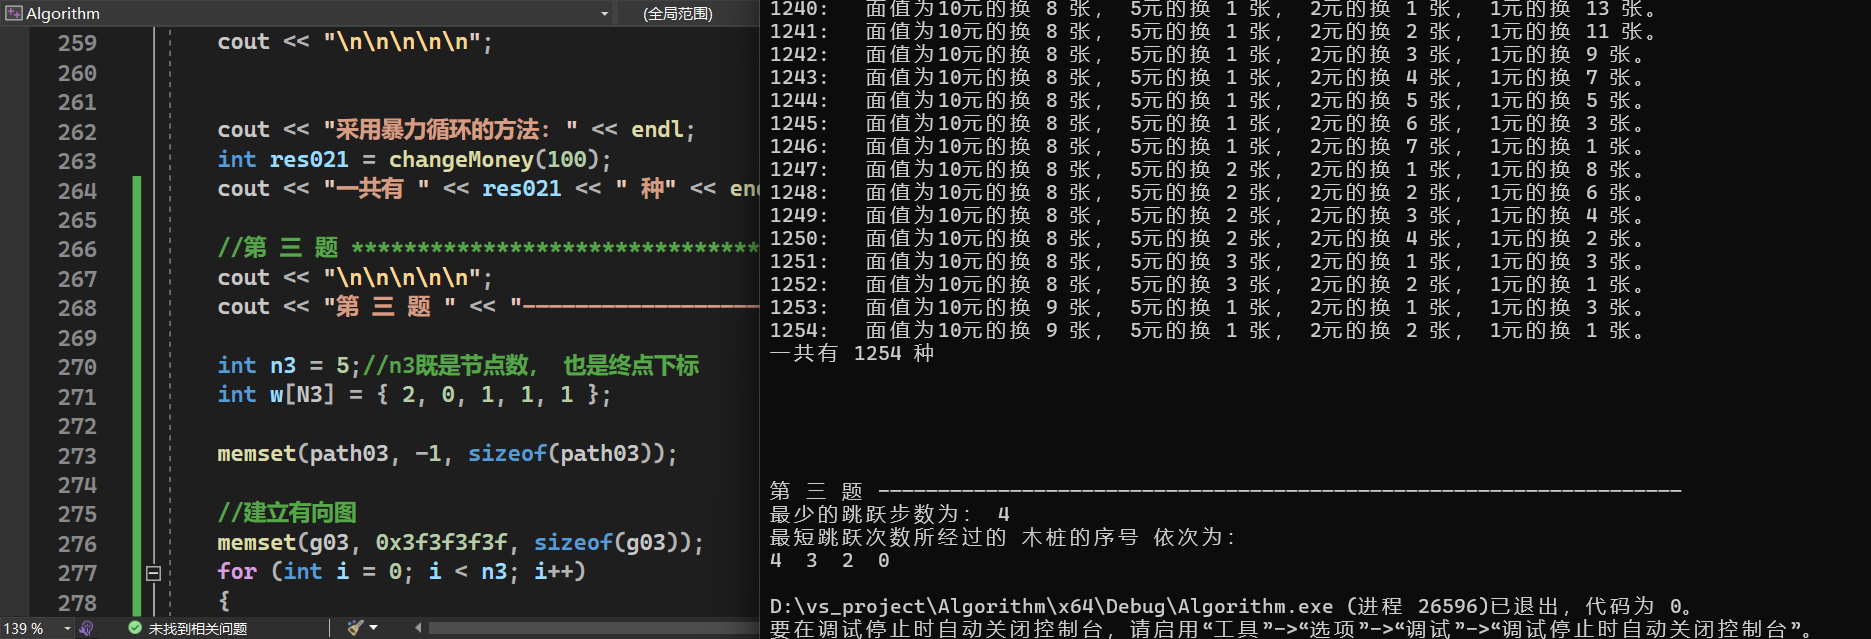 Algorithm
(全局范围)
259 cout << "\n\n\n\n\n";
260
261
262 cout << "采用暴力循环的方法: " << endl;
263 int res021 = changeMoney(100);
264 cout << "一共有 " << res021 << " 种" << en
265
266 //第 三 题 *******************************
267 cout << "\n\n\n\n\n";
268 cout << "第 三 题 " << "------------------
269
270 int n3 = 5;//n3既是节点数, 也是终点下标
271 int w[N3] = { 2, 0, 1, 1, 1 };
272
273 memset(path03, -1, sizeof(path03));
274
275 //建立有向图
276 memset(g03, 0x3f3f3f3f, sizeof(g03));
277 for (int i = 0; i < n3; i++)
278 {
139 %
未找到相关问题
1240: 面值为10元的换 8 张, 5元的换 1 张, 2元的换 1 张, 1元的换 13 张。
1241: 面值为10元的换 8 张, 5元的换 1 张, 2元的换 2 张, 1元的换 11 张。
1242: 面值为10元的换 8 张, 5元的换 1 张, 2元的换 3 张, 1元的换 9 张。
1243: 面值为10元的换 8 张, 5元的换 1 张, 2元的换 4 张, 1元的换 7 张。
1244: 面值为10元的换 8 张, 5元的换 1 张, 2元的换 5 张, 1元的换 5 张。
1245: 面值为10元的换 8 张, 5元的换 1 张, 2元的换 6 张, 1元的换 3 张。
1246: 面值为10元的换 8 张, 5元的换 1 张, 2元的换 7 张, 1元的换 1 张。
1247: 面值为10元的换 8 张, 5元的换 2 张, 2元的换 1 张, 1元的换 8 张。
1248: 面值为10元的换 8 张, 5元的换 2 张, 2元的换 2 张, 1元的换 6 张。
1249: 面值为10元的换 8 张, 5元的换 2 张, 2元的换 3 张, 1元的换 4 张。
1250: 面值为10元的换 8 张, 5元的换 2 张, 2元的换 4 张, 1元的换 2 张。
1251: 面值为10元的换 8 张, 5元的换 3 张, 2元的换 1 张, 1元的换 3 张。
1252: 面值为10元的换 8 张, 5元的换 3 张, 2元的换 2 张, 1元的换 1 张。
1253: 面值为10元的换 9 张, 5元的换 1 张, 2元的换 1 张, 1元的换 3 张。
1254: 面值为10元的换 9 张, 5元的换 1 张, 2元的换 2 张, 1元的换 1 张。
一共有 1254 种
第 三 题 -------------------------------------------------------------------
最少的跳跃步数为: 4
最短跳跃次数所经过的 木桩的序号 依次为:
4 3 2 0
D:\vs_project\Algorithm\x64\Debug\Algorithm.exe (进程 26596)已退出,代码为 0。
要在调试停止时自动关闭控制台,请启用“工具”->“选项”->“调试”->“调试停止时自动关闭控制台”。